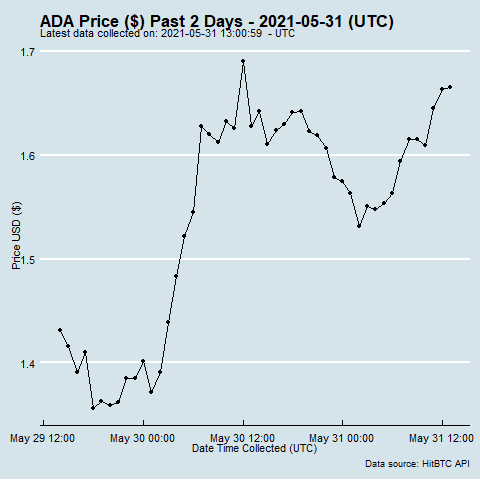 ADA Price ($) Past 2 Days - 2021-05-31 (UTC)
Latest data collected on: 2021-05-31 13:00:59 - UTC
1.7
1.6
1.5
1.4
Price USD ($)
May 29 12:00 May 30 00:00 May 30 12:00 May 31 00:00 May 31 12:00
Date Time Collected (UTC)
Data source: HitBTC API